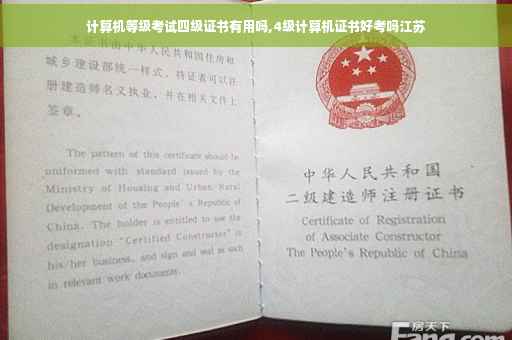 计算机等级考试四级证书有用吗,4级计算机证书好考吗江苏
本证书由中华人民共和国住房和
城乡建设部统一样式，持证表可以注
册建造师名义执业，并在相关文件上
签章。
The pattern of this certificate should be
uniformed with standard issued by the
Ministry of Housing and Urban Rural
Development of the People's Republic of
China. The holder is entitled to use the
designation "Certified Constructor" in
his/her business, and sign and seal as such
in relevant work documents.
中华人民共和国
二级建造师注册证书
Certificate of Registration
of Associate Constructor
The People's Republic of China
房天下
Fang.com